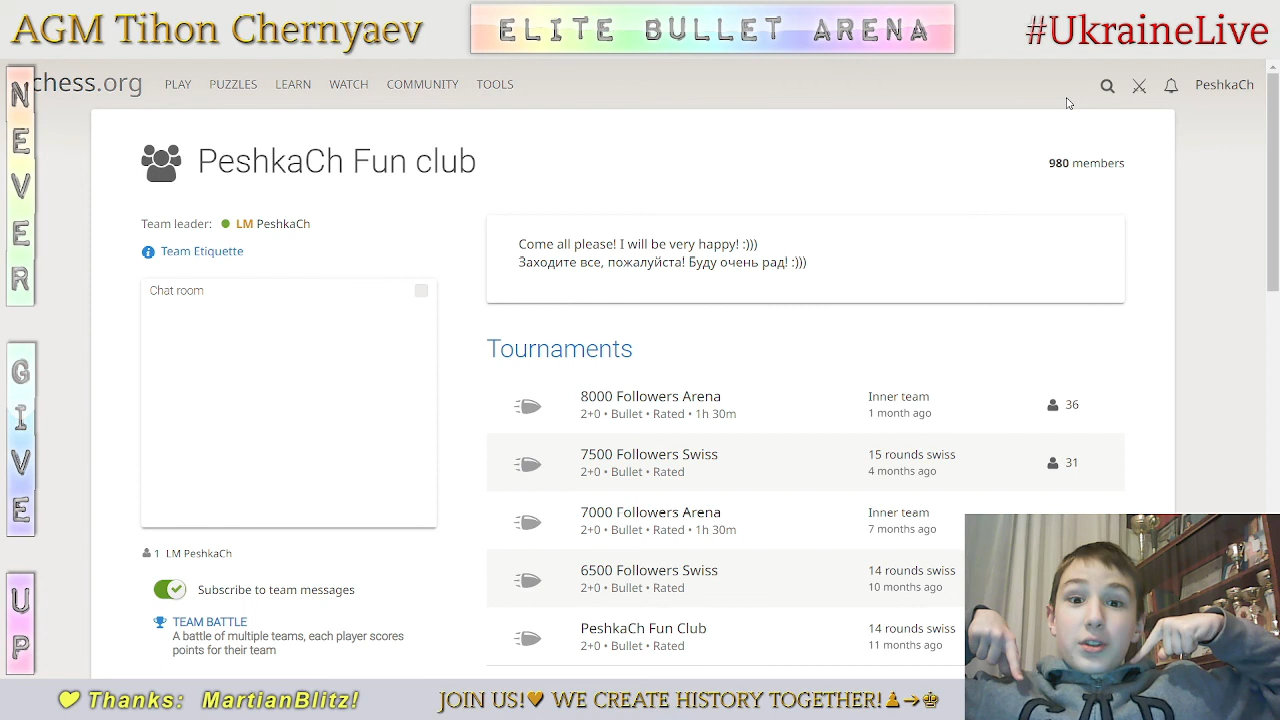 AGM Tihon Chernyaev
ELITE BULLET ARENA
#UkraineLive
NEVER
GIVE
UP
chess.org
PLAY PUZZLES LEARN WATCH COMMUNITY TOOLS
PeshkaCh
PeshkaCh Fun club
980 members
Team leader: LM PeshkaCh
Team Etiquette
Come all please! I will be very happy! :)))
Заходите все, пожалуйста! Буду очень рад! :)))
Chat room
Tournaments
8000 Followers Arena
2+0 • Bullet • Rated • 1h 30m
Inner team
1 month ago
36
7500 Followers Swiss
2+0 • Bullet • Rated
15 rounds swiss
4 months ago
31
7000 Followers Arena
2+0 • Bullet • Rated • 1h 30m
Inner team
7 months ago
6500 Followers Swiss
2+0 • Bullet • Rated
14 rounds swiss
10 months ago
PeshkaCh Fun Club
2+0 • Bullet • Rated
14 rounds swiss
11 months ago
1 LM PeshkaCh
Subscribe to team messages
TEAM BATTLE
A battle of multiple teams, each player scores
points for their team
GAP
Thanks: MartianBlitz!
JOIN US!🧡 WE CREATE HISTORY TOGETHER!♟➔♚